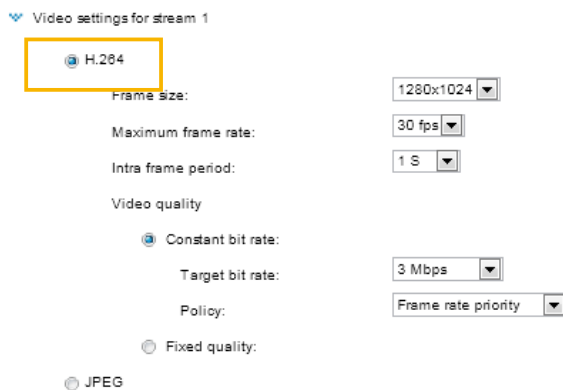 Video settings for stream 1
H.264
Frame size: 1280x1024
Maximum frame rate: 30 fps
Intra frame period: 1 S
Video quality
Constant bit rate:
Target bit rate: 3 Mbps
Policy: Frame rate priority
Fixed quality:
JPEG